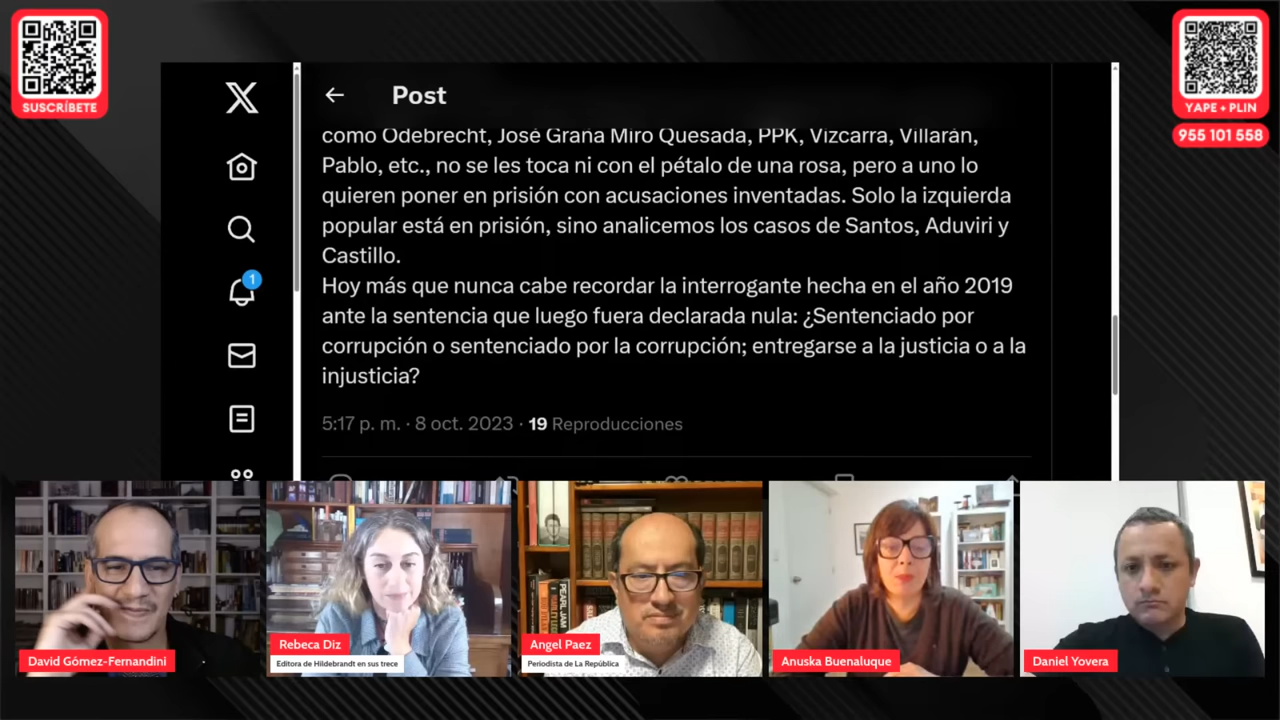 SUSCRÍBETE
YAPE + PLIN
955 101 558
Post
como Odebrecht, José Graña Miro Quesada, PPK, Vizcarra, Villarán,
Pablo, etc., no se les toca ni con el pétalo de una rosa, pero a uno lo
quieren poner en prisión con acusaciones inventadas. Solo la izquierda
popular está en prisión, sino analicemos los casos de Santos, Aduviri y
Castillo.
Hoy más que nunca cabe recordar la interrogante hecha en el año 2019
ante la sentencia que luego fuera declarada nula: ¿Sentenciado por
corrupción o sentenciado por la corrupción; entregarse a la justicia o a la
injusticia?
5:17 p. m. · 8 oct. 2023 · 19 Reproducciones
1
PEARL JAM
David Gómez-Fernandini
Rebeca Diz
Editora de Hildebrandt en sus trece
Angel Paez
Periodista de La República
Anuska Buenaluque
Daniel Yovera